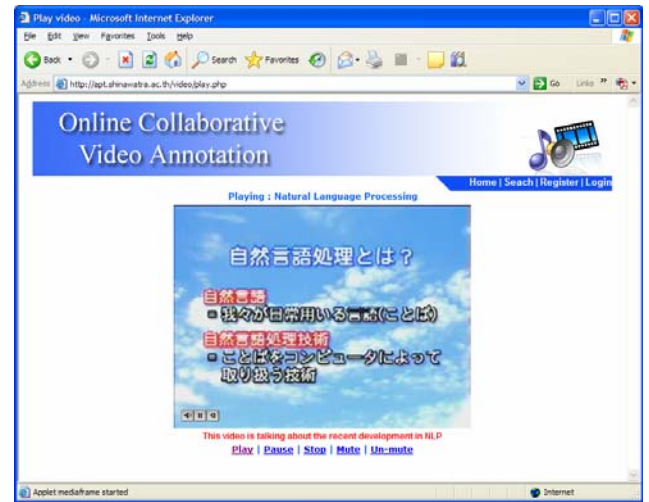 Play video - Microsoft Internet Explorer
File Edit View Favorites Tools Help
Back Search Favorites
Address http://apt.shinawatra.ac.th/video/play.php Go Links »
Online Collaborative
Video Annotation
Home | Seach | Register | Login
Playing : Natural Language Processing
自然言語処理とは？
自然言語
我々が日常用いる言語(ことば)
自然言語処理技術
ことばをコンピュータによって
取り扱う技術
This video is talking about the recent development in NLP
Play | Pause | Stop | Mute | Un-mute
Applet mediaframe started Internet